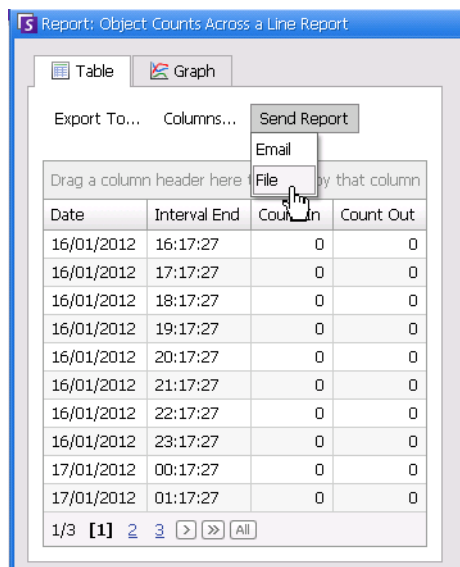 Report: Object Counts Across a Line Report
Table Graph
Export To... Columns... Send Report
Email
File
Drag a column header here by that column
Date Interval End Count In Count Out
16/01/2012 16:17:27 0 0
16/01/2012 17:17:27 0 0
16/01/2012 18:17:27 0 0
16/01/2012 19:17:27 0 0
16/01/2012 20:17:27 0 0
16/01/2012 21:17:27 0 0
16/01/2012 22:17:27 0 0
16/01/2012 23:17:27 0 0
17/01/2012 00:17:27 0 0
17/01/2012 01:17:27 0 0
1/3 [1] 2 3 > >> All